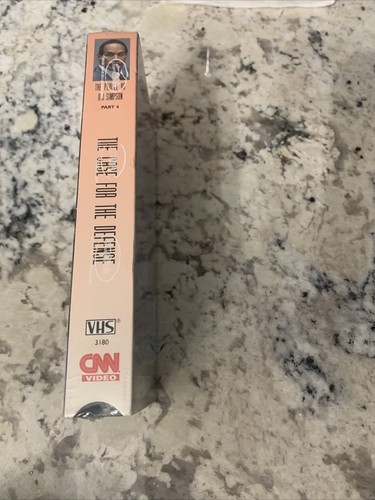 THE PEOPLE VS
O.J. SIMPSON
PART 4
THE CASE FOR THE DEFENSE
VHS®
3180
CNN
VIDEO